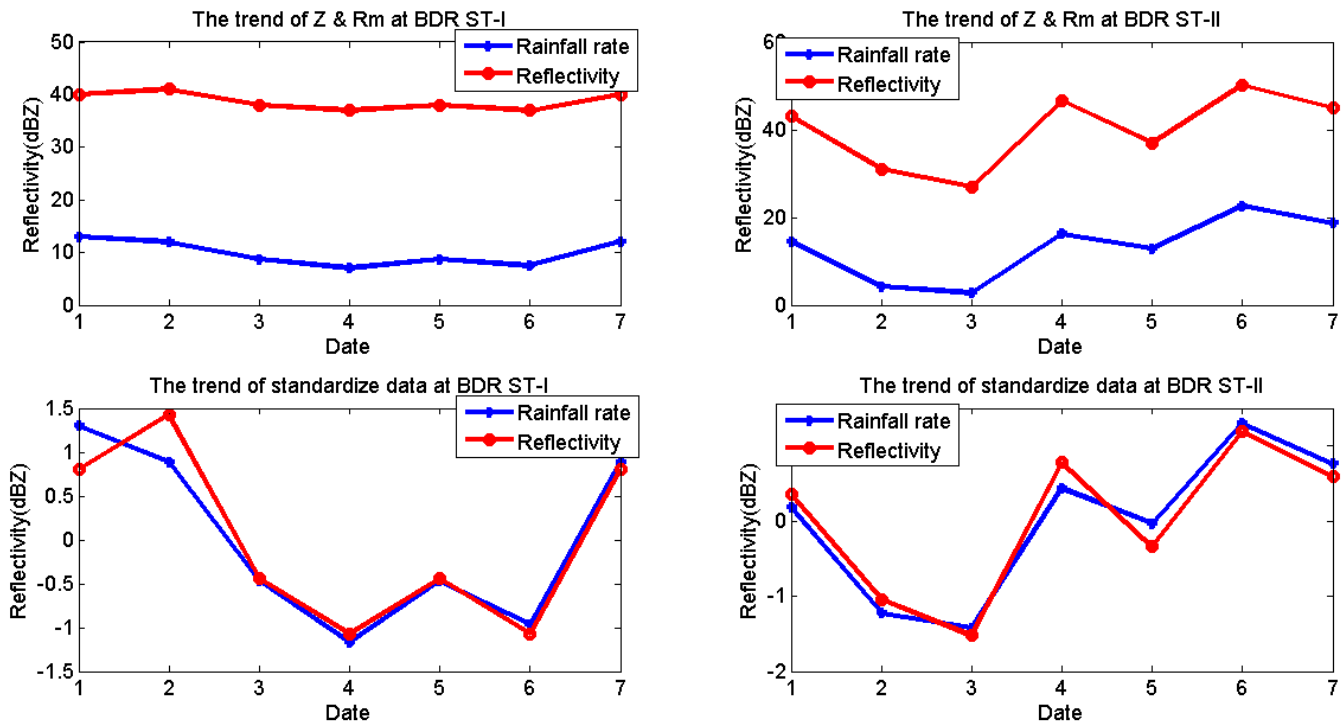 The trend of Z & Rm at BDR ST-I
Reflectivity(dBZ)
50
40
30
20
10
0
1 2 3 4 5 6 7
Date
Rainfall rate
Reflectivity
The trend of Z & Rm at BDR ST-II
Reflectivity(dBZ)
60
40
20
0
1 2 3 4 5 6 7
Date
Rainfall rate
Reflectivity
The trend of standardize data at BDR ST-I
Reflectivity(dBZ)
1.5
1
0.5
0
-0.5
-1
-1.5
1 2 3 4 5 6 7
Date
Rainfall rate
Reflectivity
The trend of standardize data at BDR ST-II
Reflectivity(dBZ)
0
-1
-2
1 2 3 4 5 6 7
Date
Rainfall rate
Reflectivity